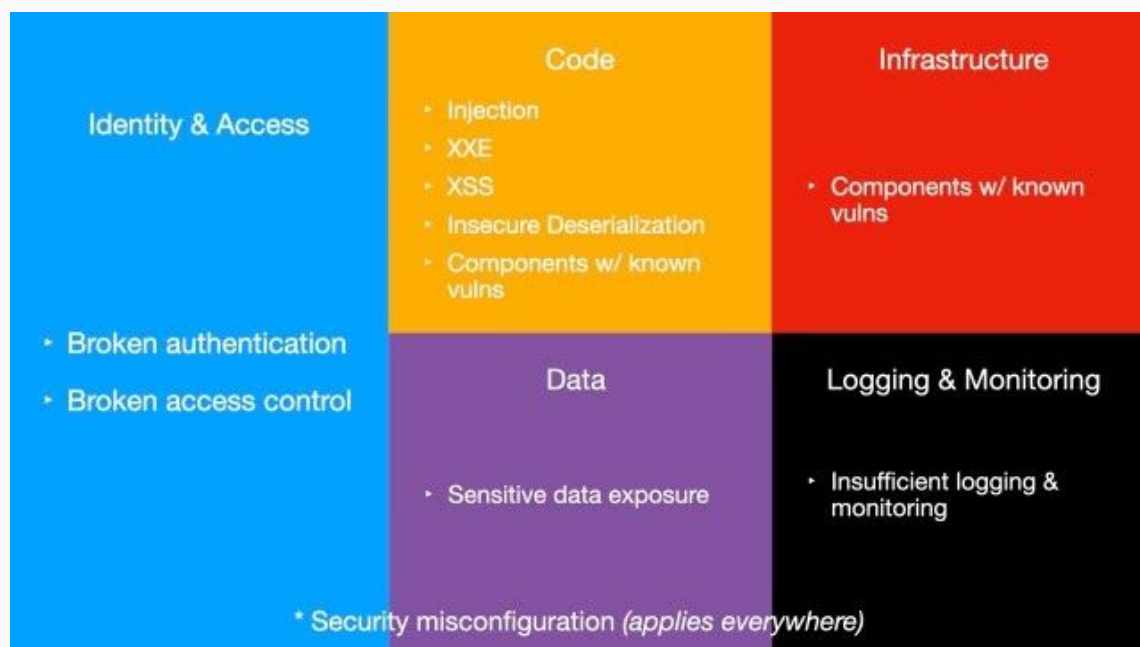 Identity & Access
‣ Broken authentication
‣ Broken access control
Code
‣ Injection
‣ XXE
‣ XSS
‣ Insecure Deserialization
‣ Components w/ known
vulns
Infrastructure
‣ Components w/ known
vulns
Data
‣ Sensitive data exposure
Logging & Monitoring
‣ Insufficient logging &
monitoring
* Security misconfiguration (applies everywhere)